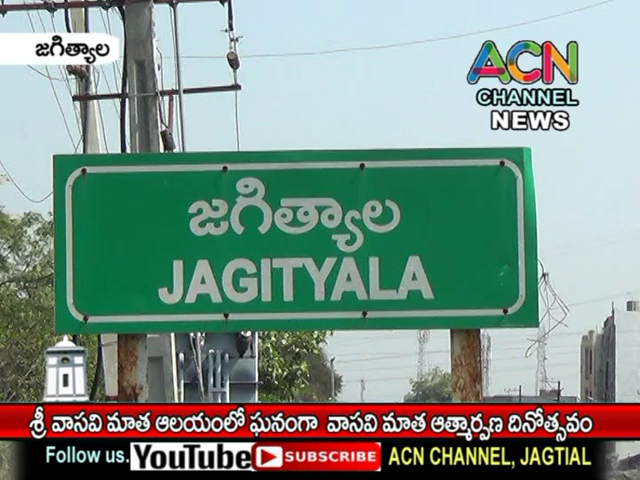 జగిత్యాల
ACN
CHANNEL
NEWS
జగిత్యాల
JAGITYALA
శ్రీ వాసవి మాత ఆలయంలో ఘనంగా వాసవి మాత ఆత్మార్పణ దినోత్సవం
Follow us. YouTube SUBSCRIBE ACN CHANNEL, JAGTIAL